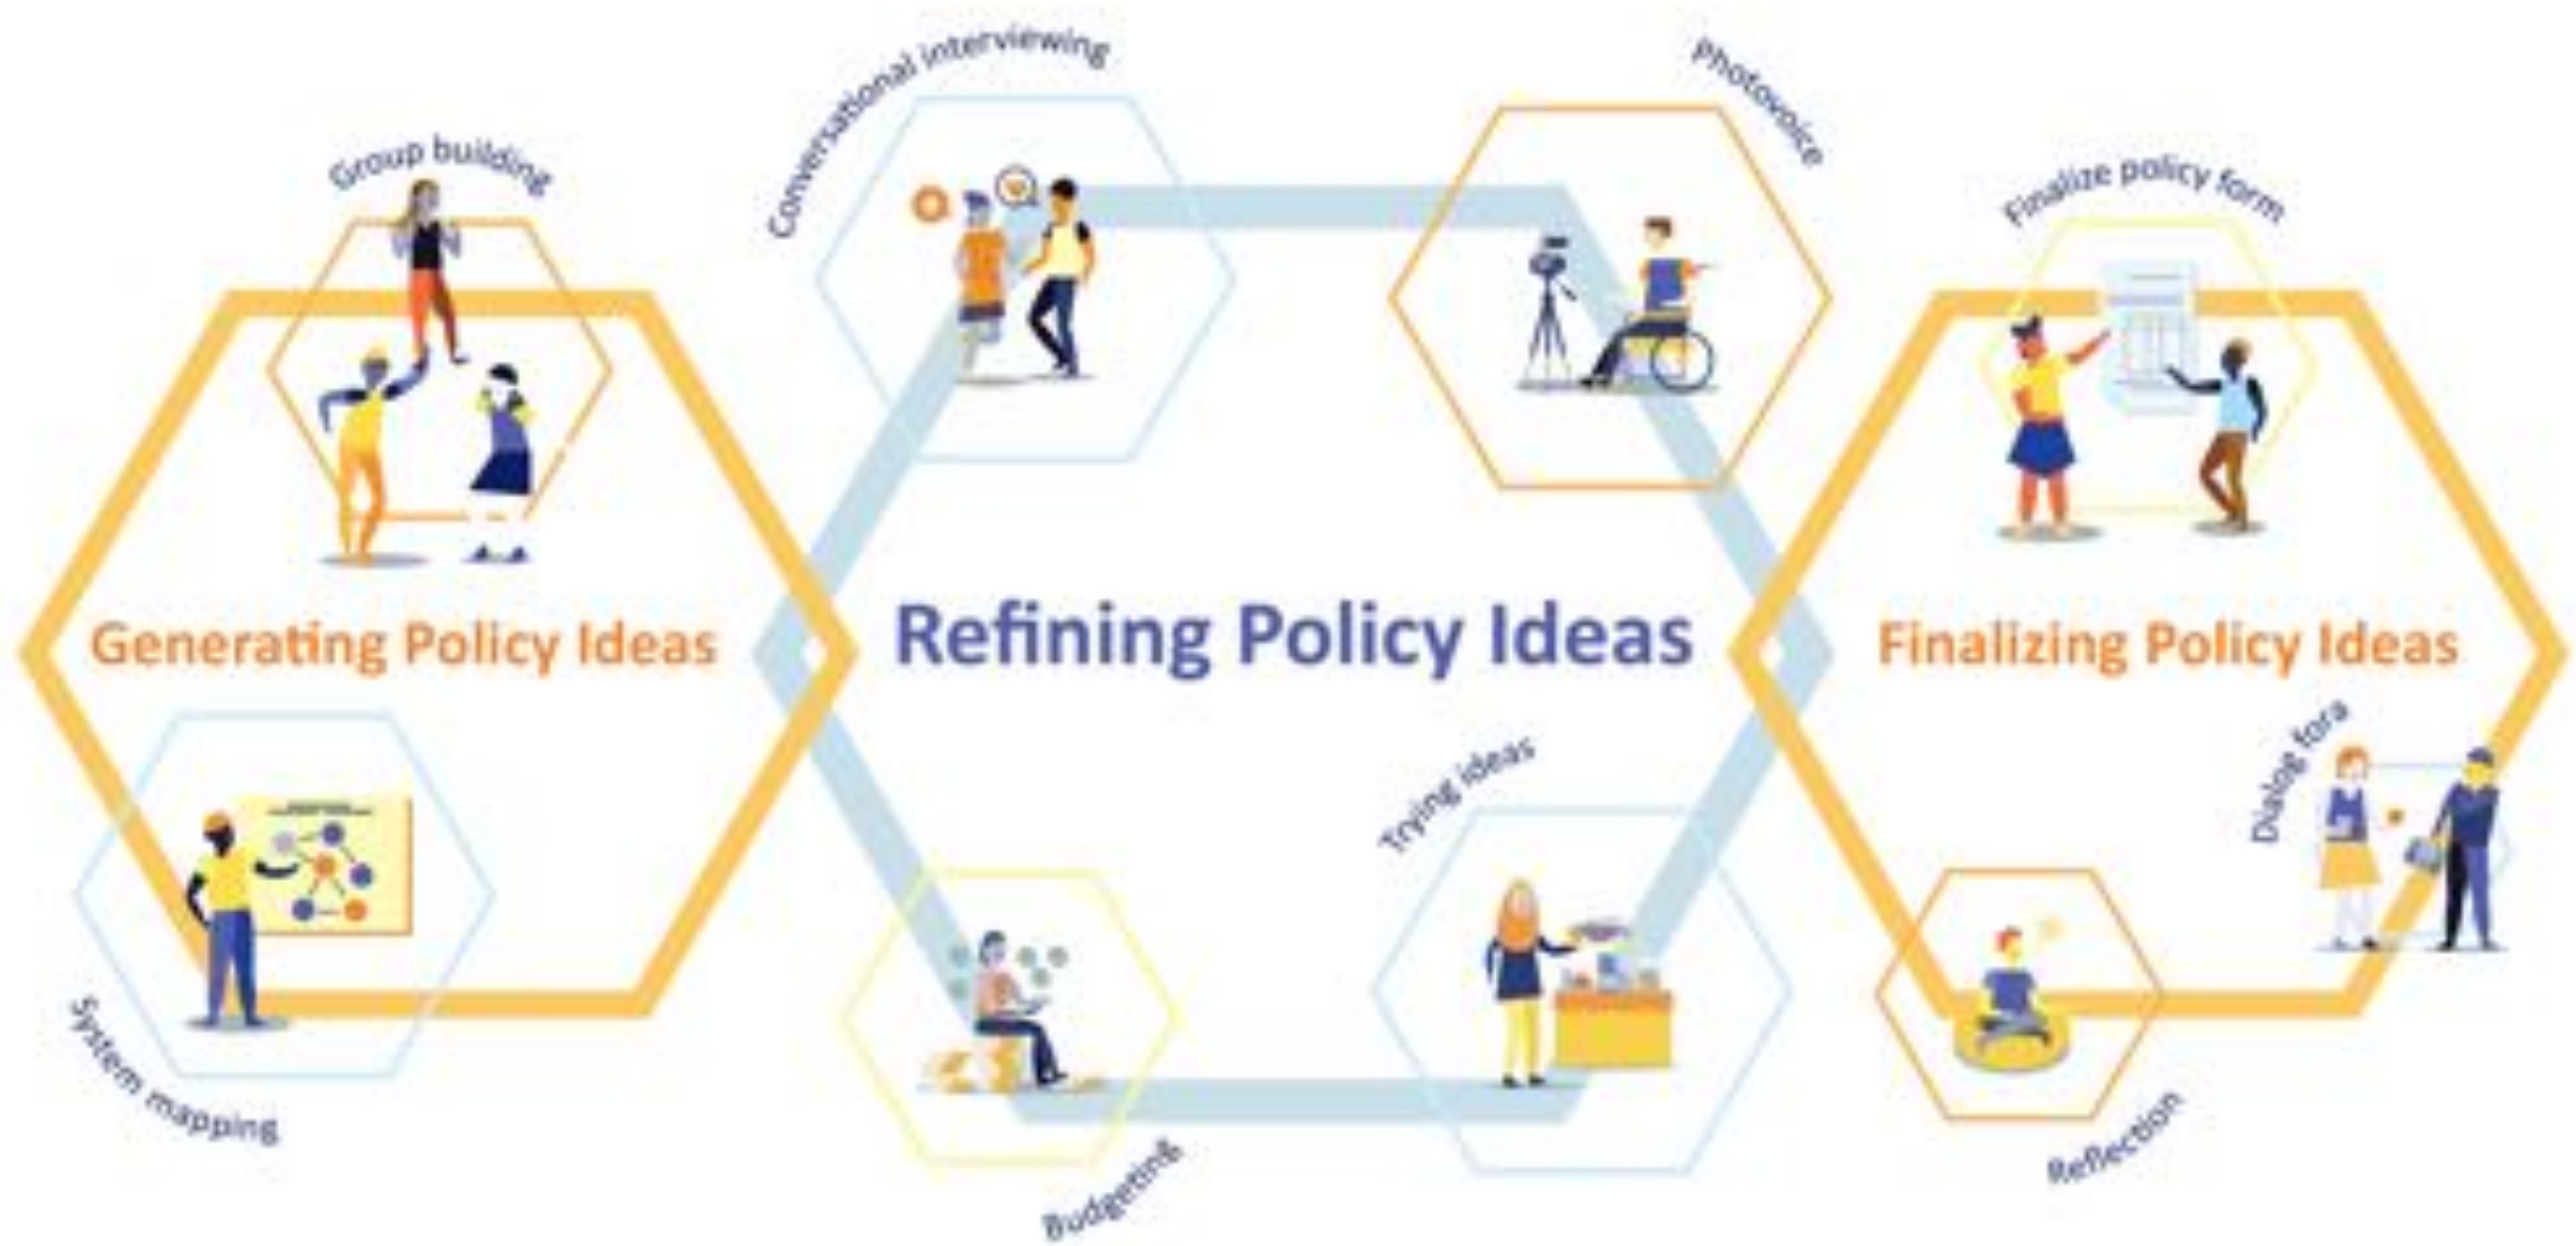 Group building
Generating Policy Ideas
System mapping
Conversational interviewing
Photovoice
Refining Policy Ideas
Budgeting
Trying ideas
Finalize policy form
Finalizing Policy Ideas
Dialog fora
Reflection